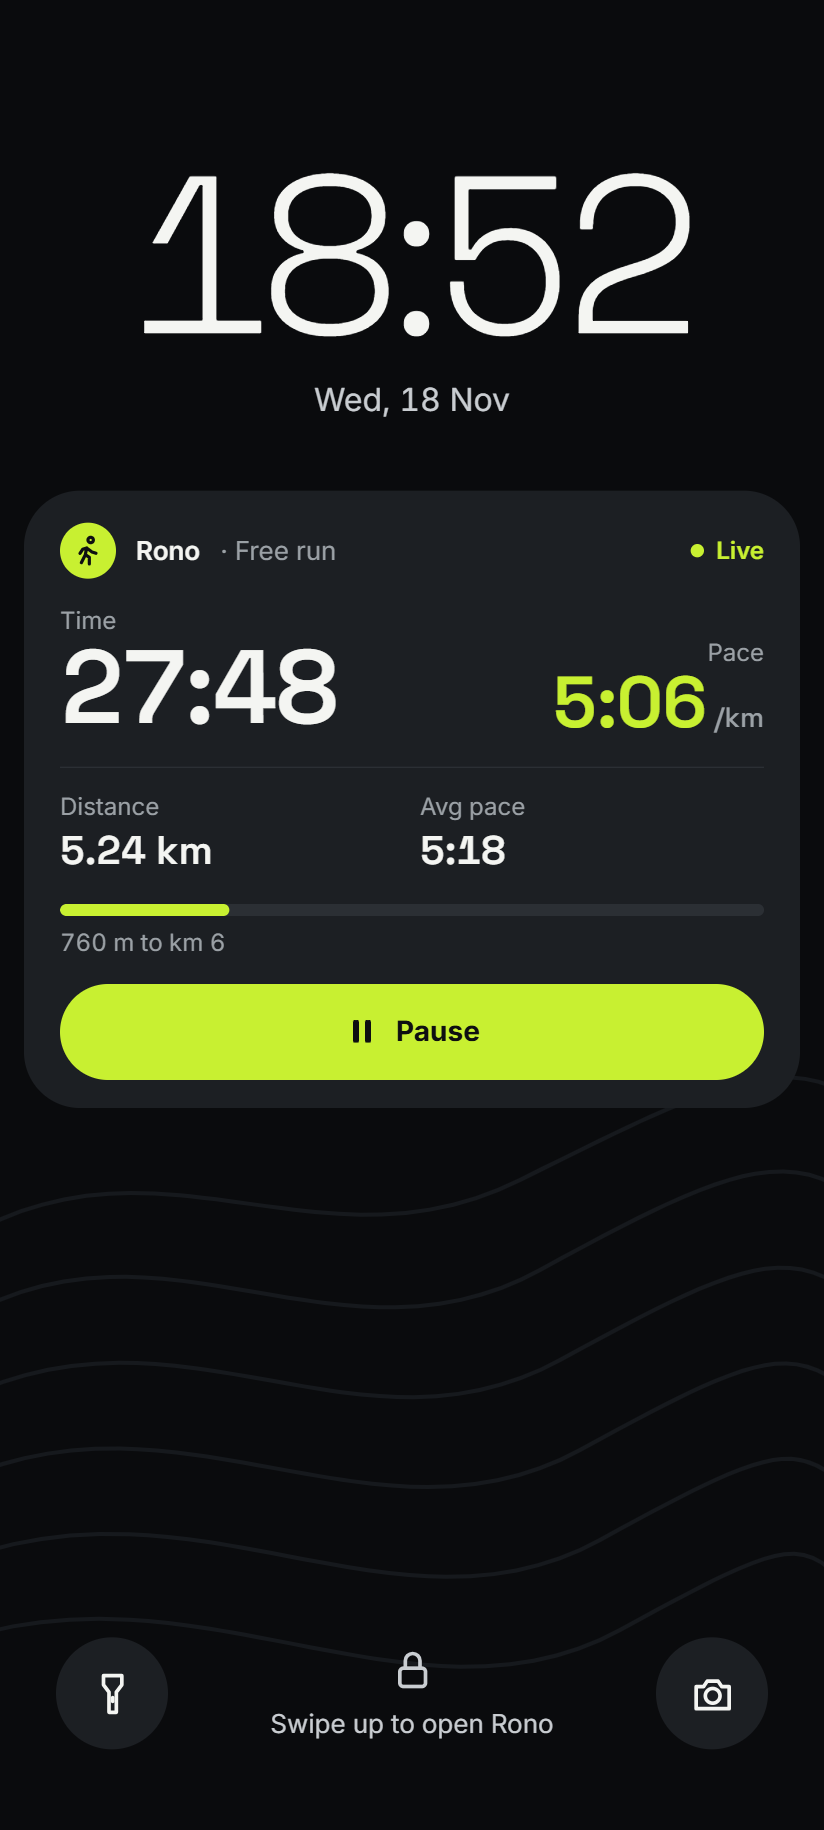 18:52
Wed, 18 Nov
Rono · Free run
Live
Time
27:48
Pace
5:06 /km
Distance
5.24 km
Avg pace
5:18
760 m to km 6
Pause
Swipe up to open Rono